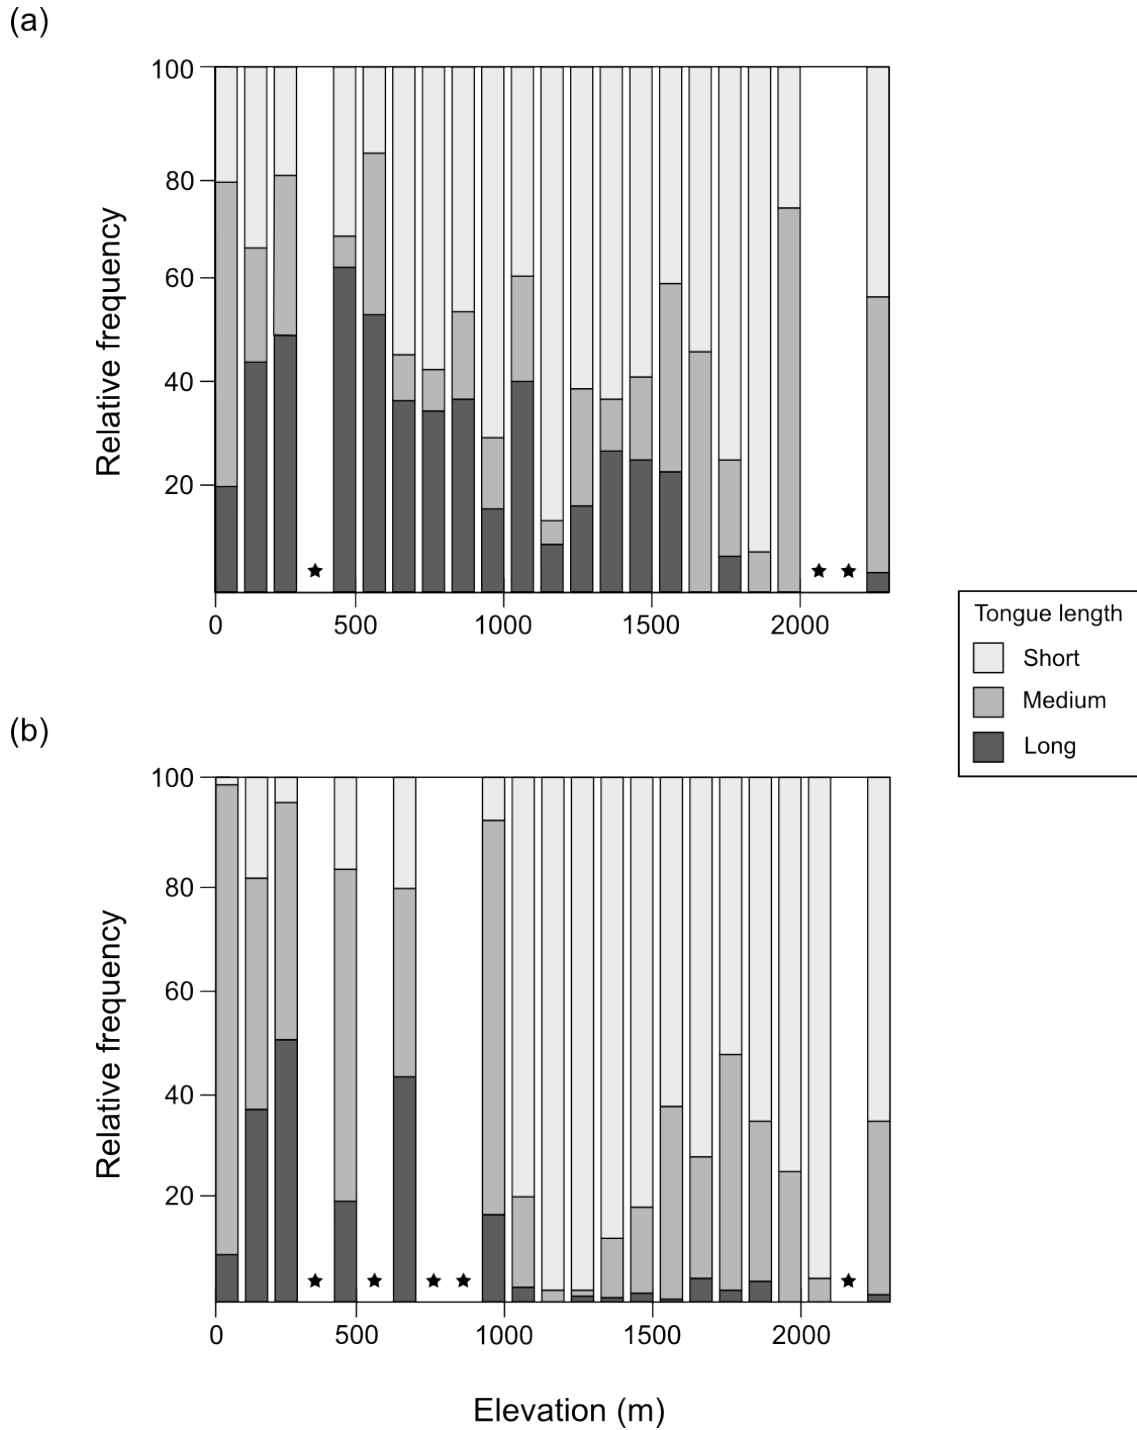 (a)
100
80
60
40
20
Relative frequency
0 500 1000 1500 2000
Tongue length
Short
Medium
Long
(b)
100
80
60
40
20
Relative frequency
0 500 1000 1500 2000
Elevation (m)